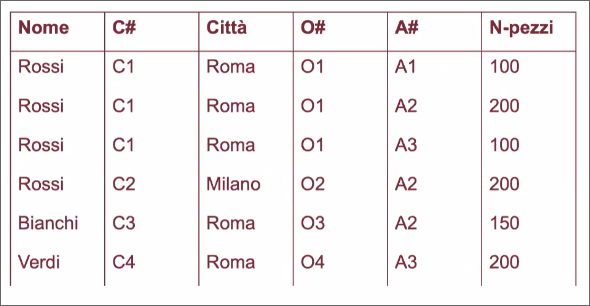 Nome C# Città O# A# N-pezzi
Rossi C1 Roma O1 A1 100
Rossi C1 Roma O1 A2 200
Rossi C1 Roma O1 A3 100
Rossi C2 Milano O2 A2 200
Bianchi C3 Roma O3 A2 150
Verdi C4 Roma O4 A3 200